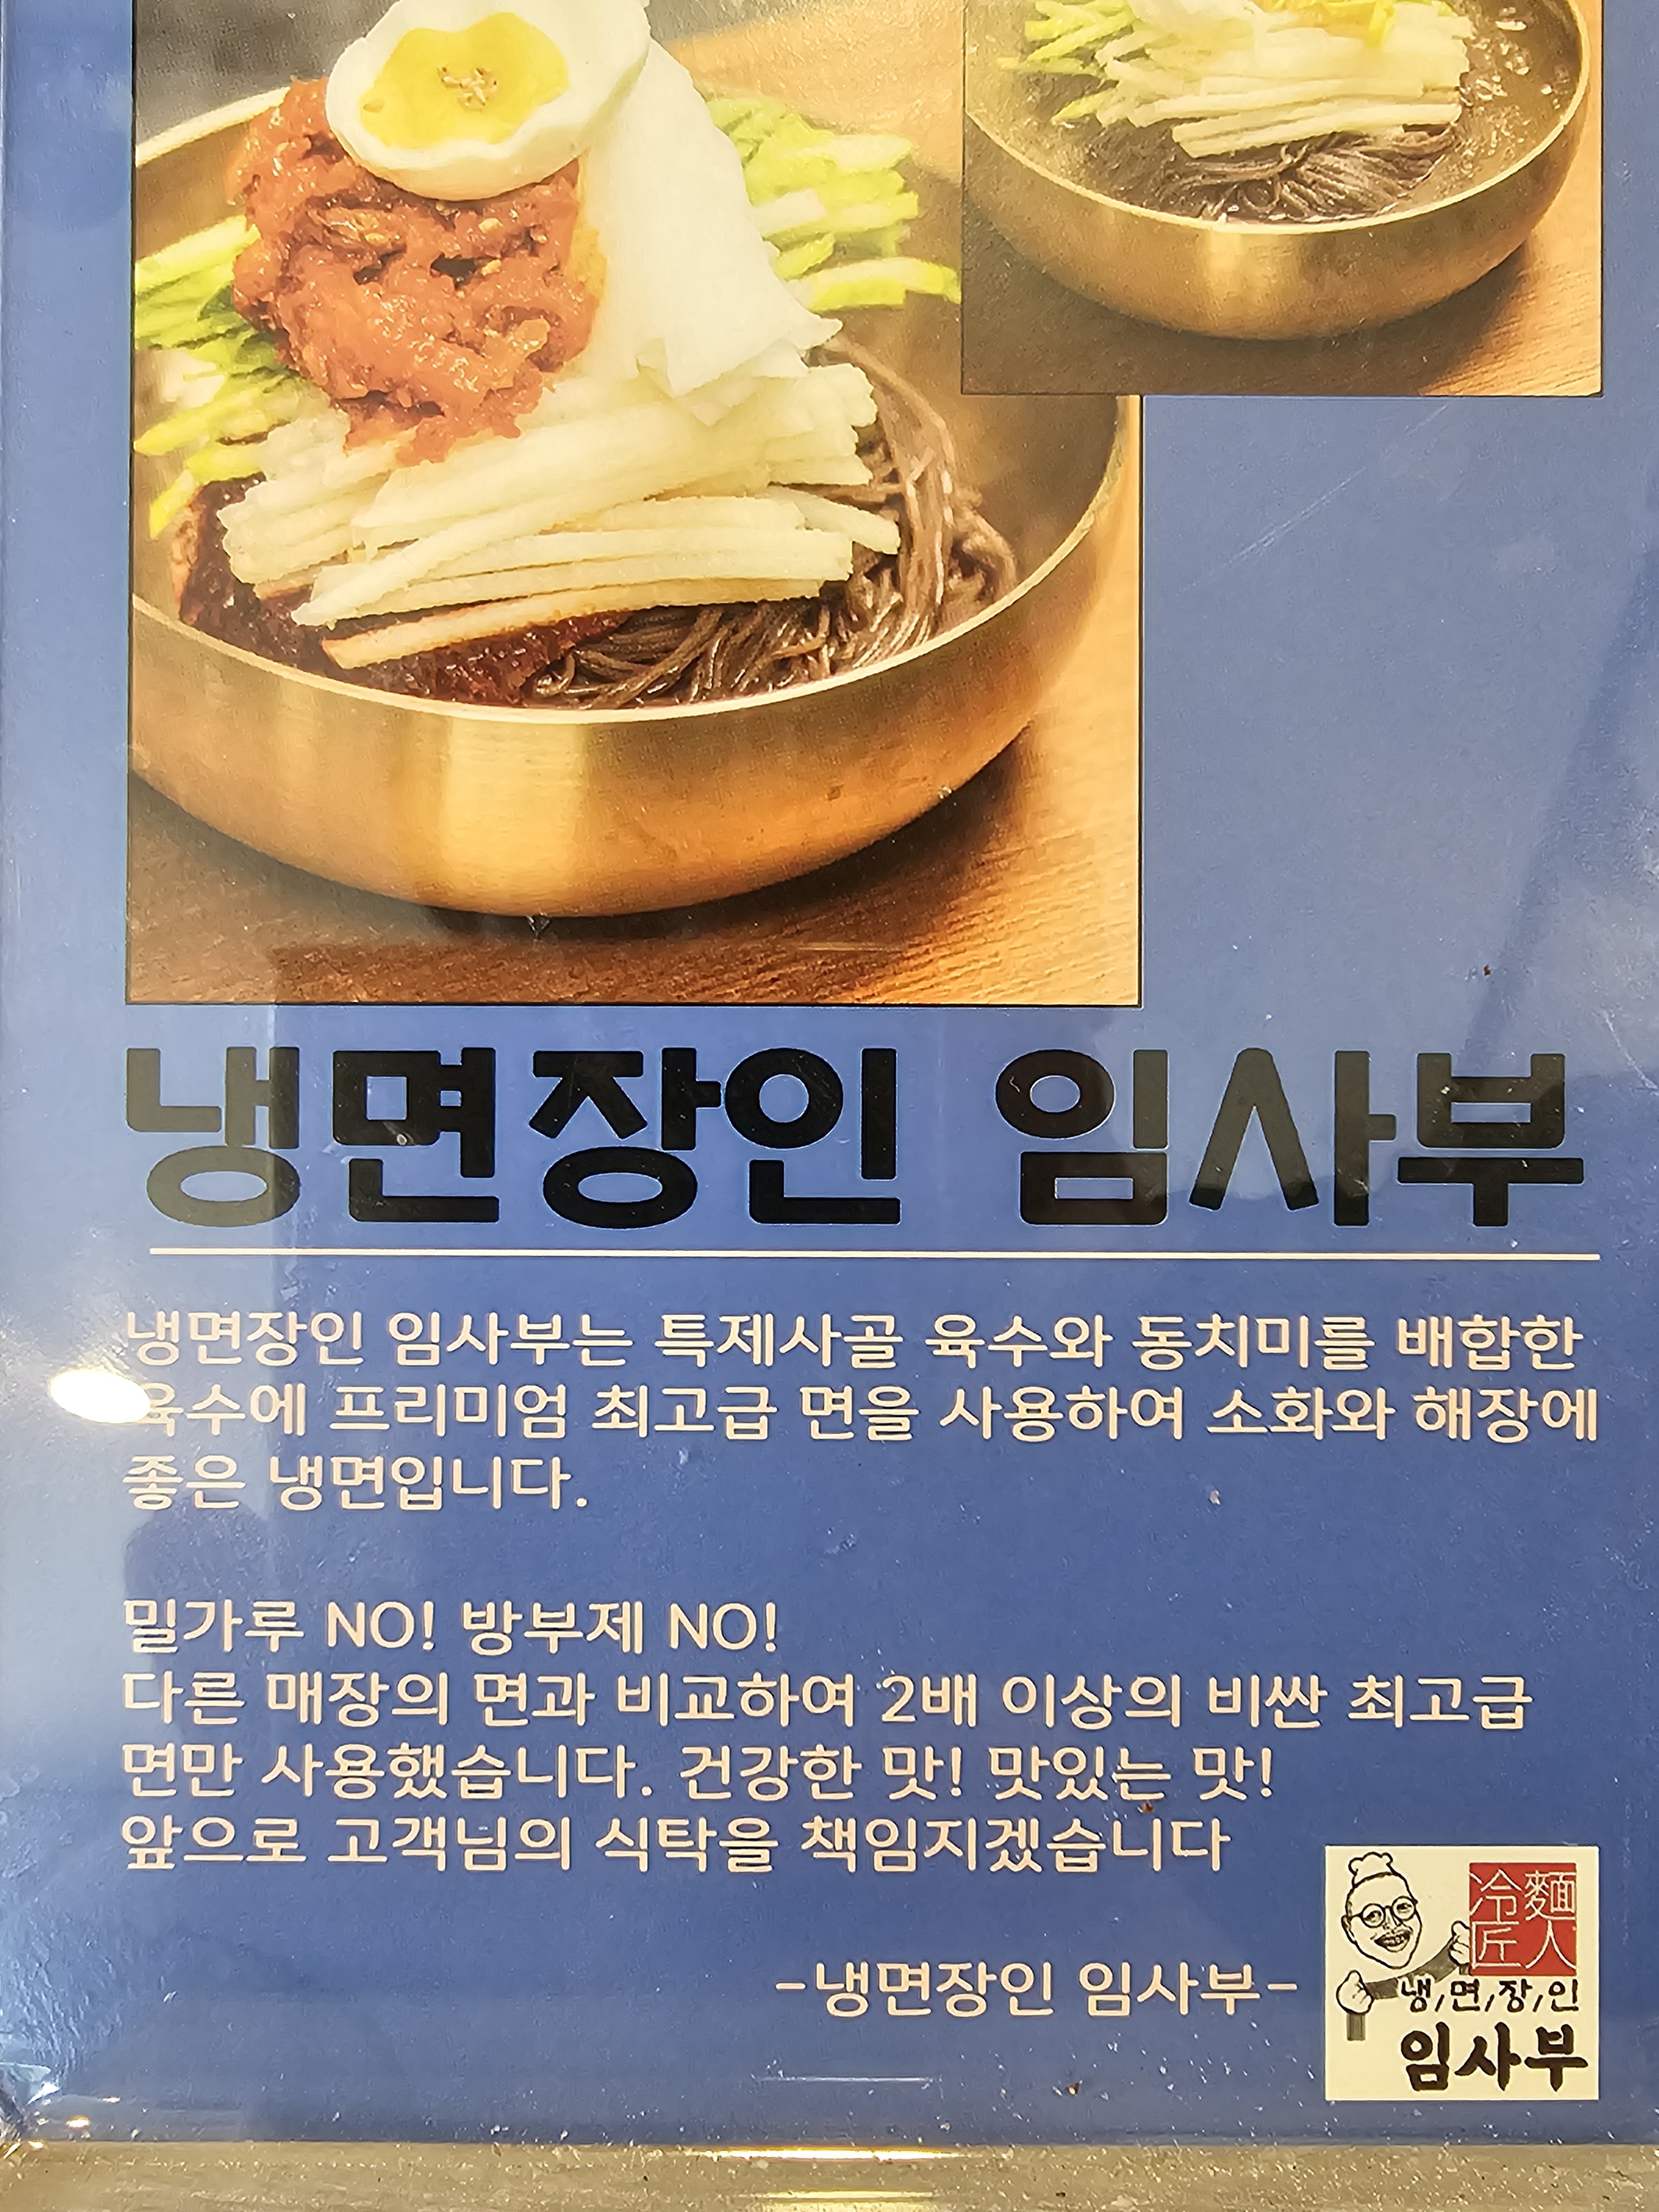 냉면장인 임사부
냉면장인 임사부는 특제사골 육수와 동치미를 배합한
육수에 프리미엄 최고급 면을 사용하여 소화와 해장에
좋은 냉면입니다.
밀가루 NO! 방부제 NO!
다른 매장의 면과 비교하여 2배 이상의 비싼 최고급
면만 사용했습니다. 건강한 맛! 맛있는 맛!
앞으로 고객님의 식탁을 책임지겠습니다
-냉면장인 임사부-
冷麵
匠人
냉,면,장,인
임사부